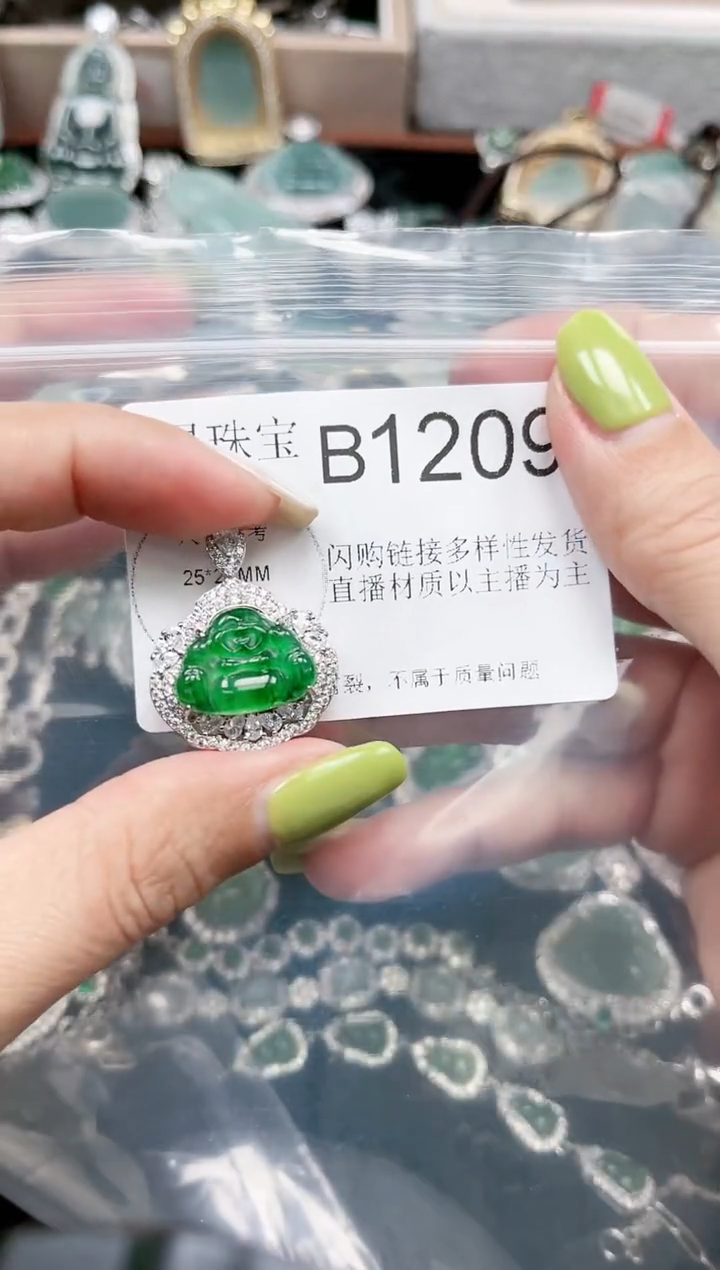 珠宝
B1209
考
25*2 MM
闪购链接多样性发货
直播材质以主播为主
裂，不属于质量问题